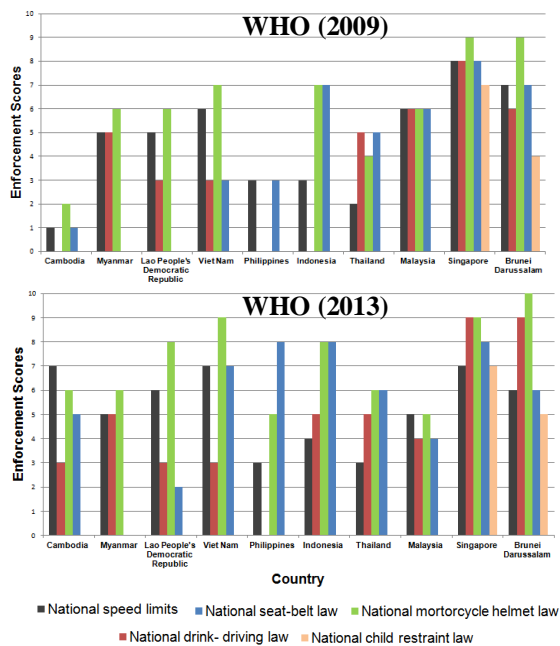 WHO (2009)
Enforcement Scores
10
9
8
7
6
5
4
3
2
1
0
Cambodia Myanmar Lao People's Democratic Republic Viet Nam Philippines Indonesia Thailand Malaysia Singapore Brunei Darussalam
WHO (2013)
Enforcement Scores
10
9
8
7
6
5
4
3
2
1
0
Cambodia Myanmar Lao People's Democratic Republic Viet Nam Philippines Indonesia Thailand Malaysia Singapore Brunei Darussalam
Country
National speed limits National seat-belt law National mortorcycle helmet law
National drink- driving law National child restraint law